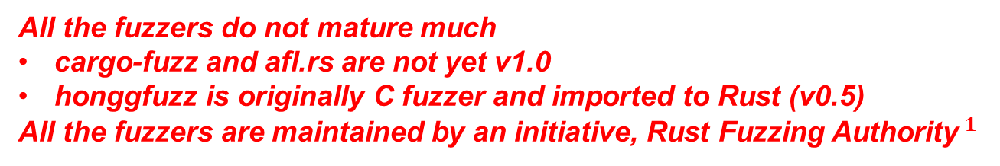 All the fuzzers do not mature much
• cargo-fuzz and afl.rs are not yet v1.0
• honggfuzz is originally C fuzzer and imported to Rust (v0.5)
All the fuzzers are maintained by an initiative, Rust Fuzzing Authority 1